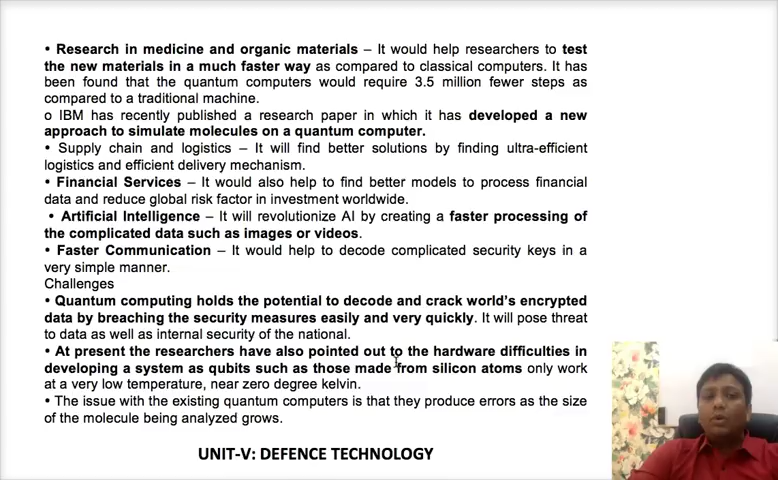 • Research in medicine and organic materials – It would help researchers to test
the new materials in a much faster way as compared to classical computers. It has
been found that the quantum computers would require 3.5 million fewer steps as
compared to a traditional machine.
o IBM has recently published a research paper in which it has developed a new
approach to simulate molecules on a quantum computer.
• Supply chain and logistics – It will find better solutions by finding ultra-efficient
logistics and efficient delivery mechanism.
• Financial Services – It would also help to find better models to process financial
data and reduce global risk factor in investment worldwide.
• Artificial Intelligence – It will revolutionize AI by creating a faster processing of
the complicated data such as images or videos.
• Faster Communication – It would help to decode complicated security keys in a
very simple manner.
Challenges
• Quantum computing holds the potential to decode and crack world's encrypted
data by breaching the security measures easily and very quickly. It will pose threat
to data as well as internal security of the national.
• At present the researchers have also pointed out to the hardware difficulties in
developing a system as qubits such as those made from silicon atoms only work
at a very low temperature, near zero degree kelvin.
• The issue with the existing quantum computers is that they produce errors as the size
of the molecule being analyzed grows.
UNIT-V: DEFENCE TECHNOLOGY